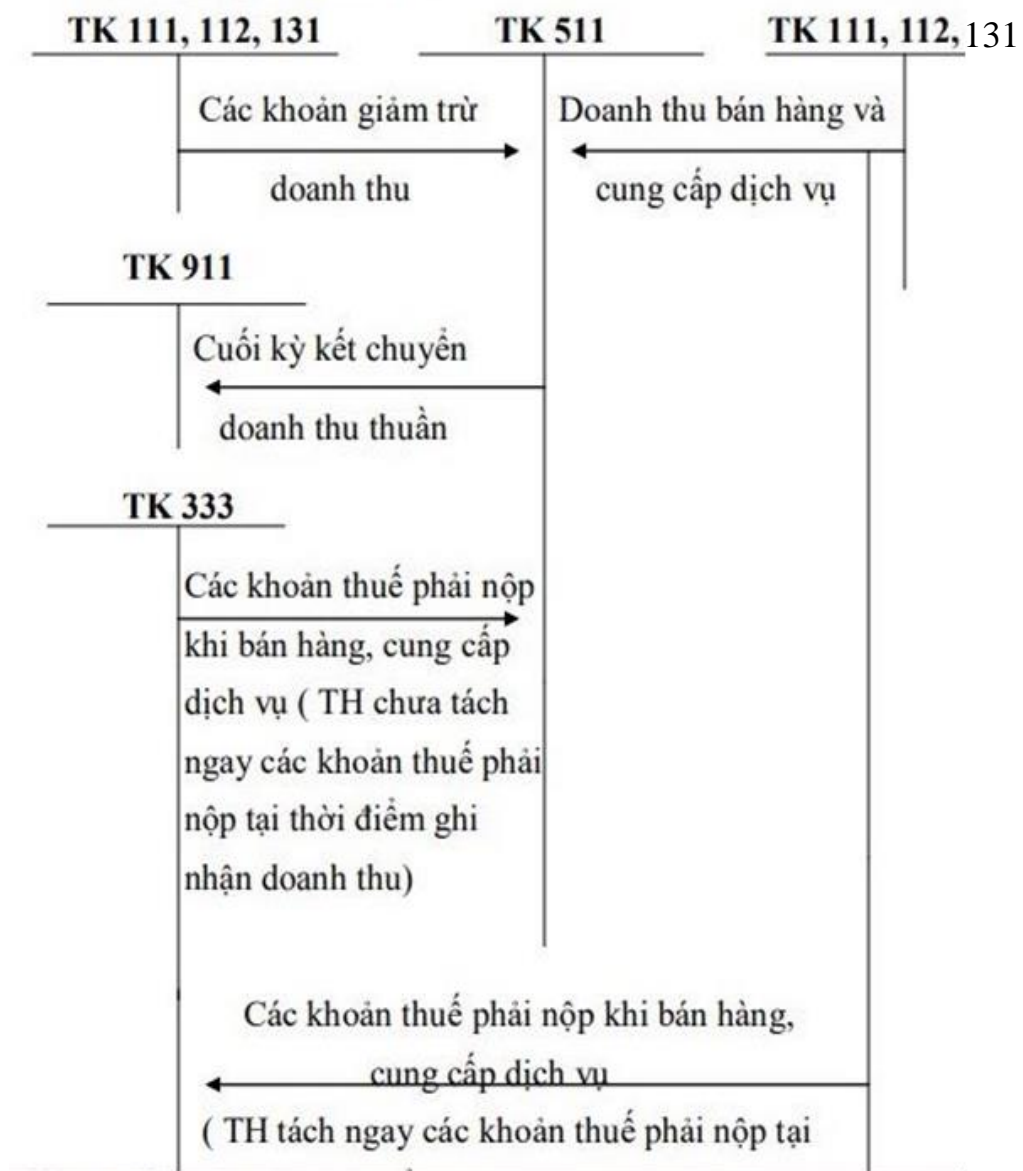 TK 111, 112, 131
TK 511
TK 111, 112, 131
Các khoản giảm trừ
doanh thu
Doanh thu bán hàng và
cung cấp dịch vụ
TK 911
Cuối kỳ kết chuyển
doanh thu thuần
TK 333
Các khoản thuế phải nộp
khi bán hàng, cung cấp
dịch vụ ( TH chưa tách
ngay các khoản thuế phải
nộp tại thời điểm ghi
nhận doanh thu)
Các khoản thuế phải nộp khi bán hàng,
cung cấp dịch vụ
( TH tách ngay các khoản thuế phải nộp tại